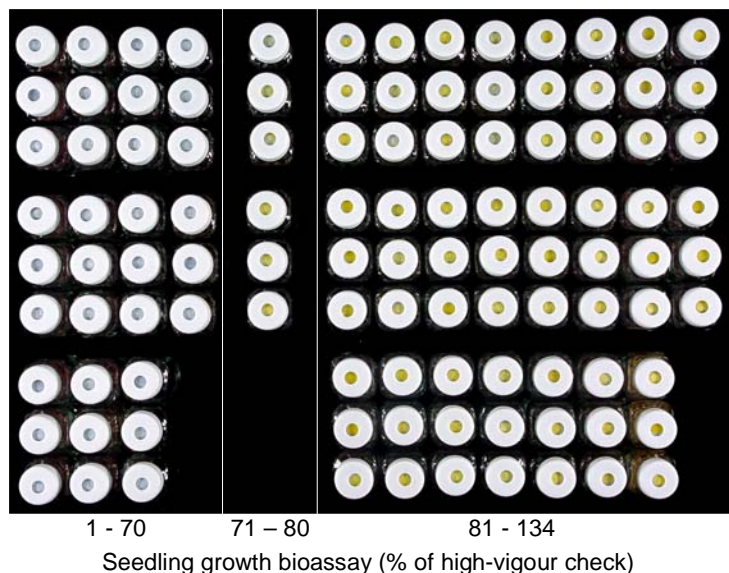 1 - 70 71 – 80 81 - 134
Seedling growth bioassay (% of high-vigour check)